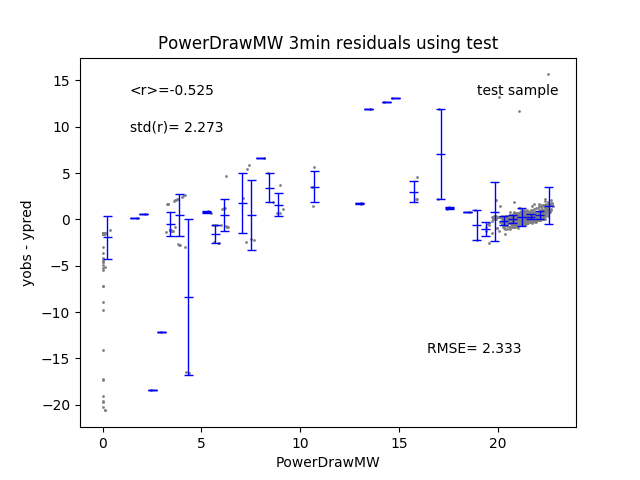 PowerDrawMW 3min residuals using test
<r>=-0.525
test sample
std(r)= 2.273
RMSE= 2.333
yobs - ypred
15
10
5
0
−5
−10
−15
−20
0 5 10 15 20
PowerDrawMW